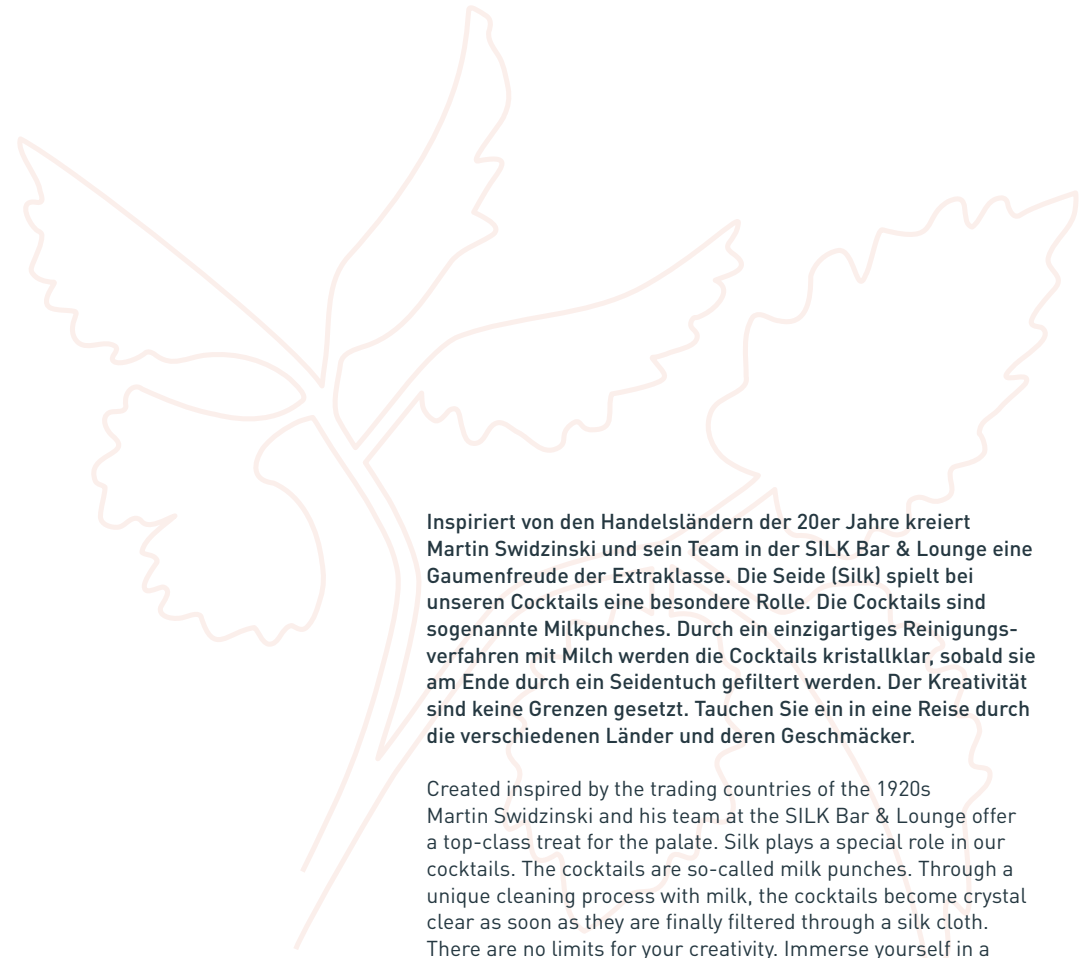 Inspiriert von den Handelsländern der 20er Jahre kreiert
Martin Swidzinski und sein Team in der SILK Bar & Lounge eine
Gaumenfreude der Extraklasse. Die Seide (Silk) spielt bei
unseren Cocktails eine besondere Rolle. Die Cocktails sind
sogenannte Milkpunches. Durch ein einzigartiges Reinigungs-
verfahren mit Milch werden die Cocktails kristallklar, sobald sie
am Ende durch ein Seidentuch gefiltert werden. Der Kreativität
sind keine Grenzen gesetzt. Tauchen Sie ein in eine Reise durch
die verschiedenen Länder und deren Geschmäcker.
Created inspired by the trading countries of the 1920s
Martin Swidzinski and his team at the SILK Bar & Lounge offer
a top-class treat for the palate. Silk plays a special role in our
cocktails. The cocktails are so-called milk punches. Through a
unique cleaning process with milk, the cocktails become crystal
clear as soon as they are finally filtered through a silk cloth.
There are no limits for your creativity. Immerse yourself in a